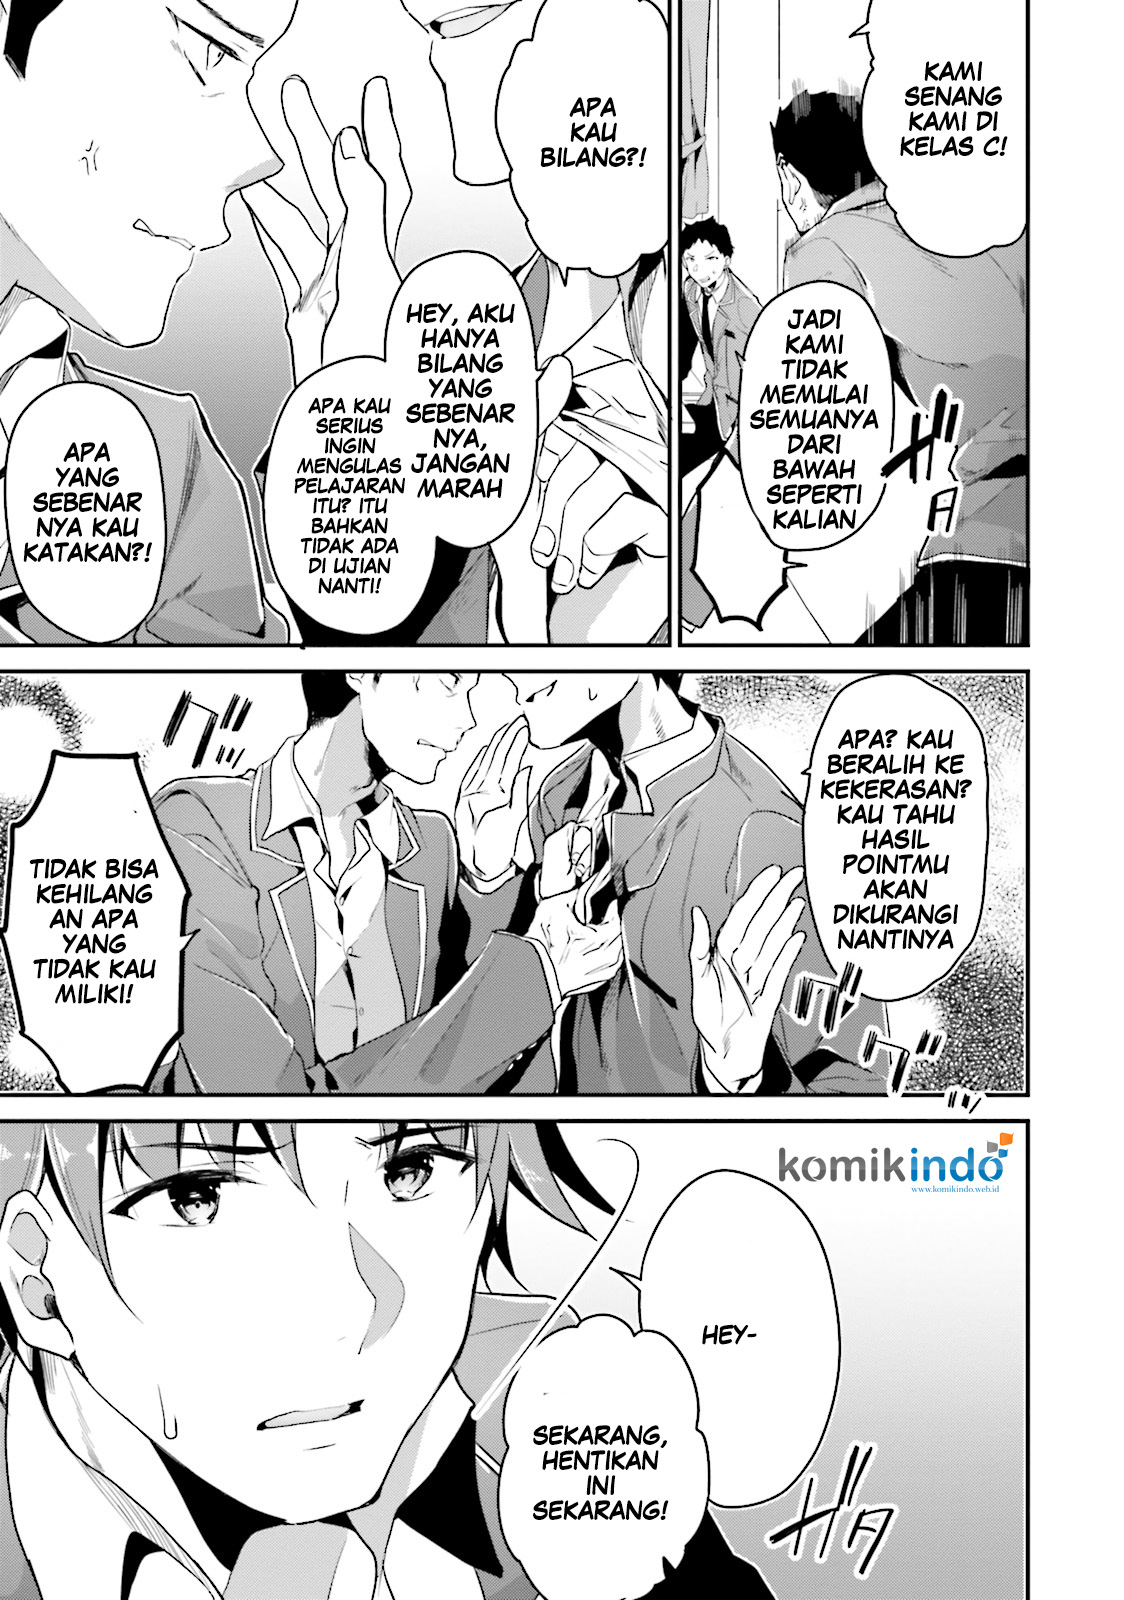 KAMI
SENANG
KAMI DI
KELAS C!
JADI
KAMI
TIDAK
MEMULAI
SEMUANYA
DARI
BAWAH
SEPERTI
KALIAN
ガタ
APA
KAU
BILANG?!
HEY, AKU
HANYA
BILANG
YANG
SEBENAR
NYA,
JANGAN
MARAH
APA KAU
SERIUS
INGIN
MENGULAS
PELAJARAN
ITU? ITU
BAHKAN
TIDAK ADA
DI UJIAN
NANTI!
APA
YANG
SEBENAR
NYA KAU
KATAKAN?!
APA? KAU
BERALIH KE
KEKERASAN?
KAU TAHU
HASIL
POINTMU
AKAN
DIKURANGI
NANTINYA
TIDAK BISA
KEHILANG
AN APA
YANG
TIDAK KAU
MILIKI!
komikindo
www.komikindo.web.id
HEY-
SEKARANG,
HENTIKAN
INI
SEKARANG!
ガタ